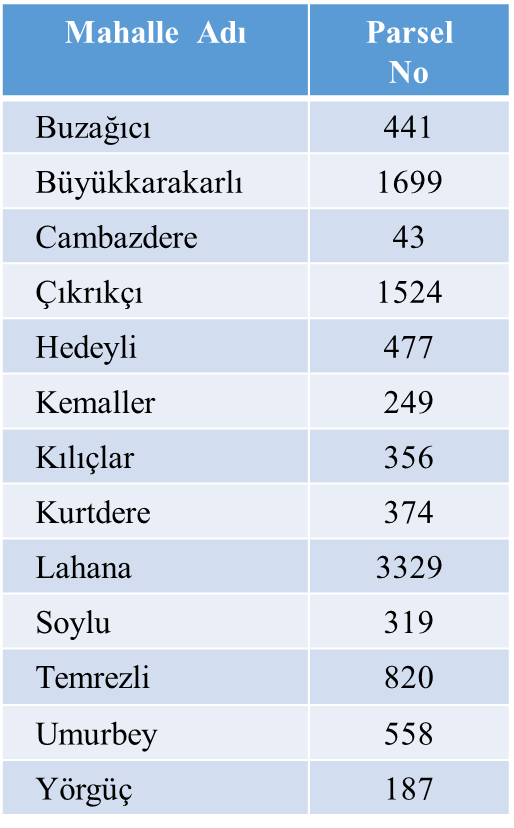 Mahalle Adı Parsel No
Buzağıcı 441
Büyükkarakarlı 1699
Cambazdere 43
Çıkrıkçı 1524
Hedeyli 477
Kemaller 249
Kılıçlar 356
Kurtdere 374
Lahana 3329
Soylu 319
Temrezli 820
Umurbey 558
Yörgüç 187